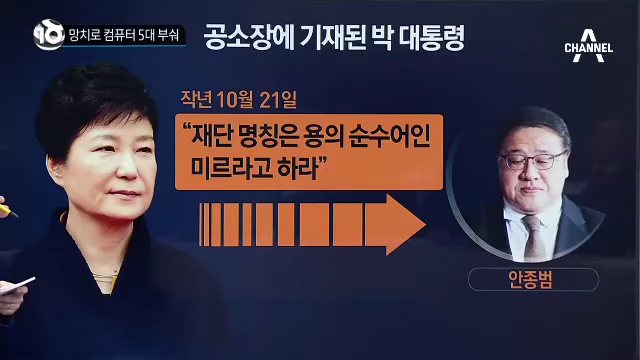 망치로 컴퓨터 5대 부숴
공소장에 기재된 박 대통령
CHANNEL A
작년 10월 21일
“재단 명칭은 용의 순수어인
미르라고 하라”
안종범